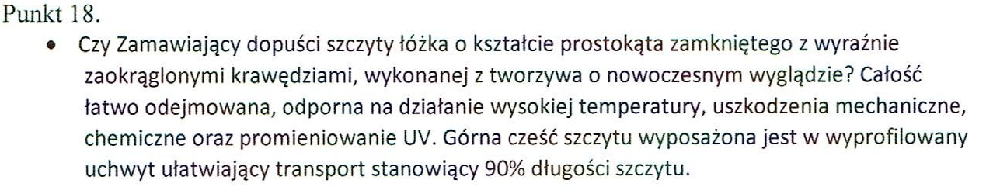 Punkt 18.
• Czy Zamawiający dopuści szczyty łóżka o kształcie prostokąta zamkniętego z wyraźnie
zaokrąglonymi krawędziami, wykonanej z tworzywa o nowoczesnym wyglądzie? Całość
łatwo odejmowana, odporna na działanie wysokiej temperatury, uszkodzenia mechaniczne,
chemiczne oraz promieniowanie UV. Górna cześć szczytu wyposażona jest w wyprofilowany
uchwyt ułatwiający transport stanowiący 90% długości szczytu.